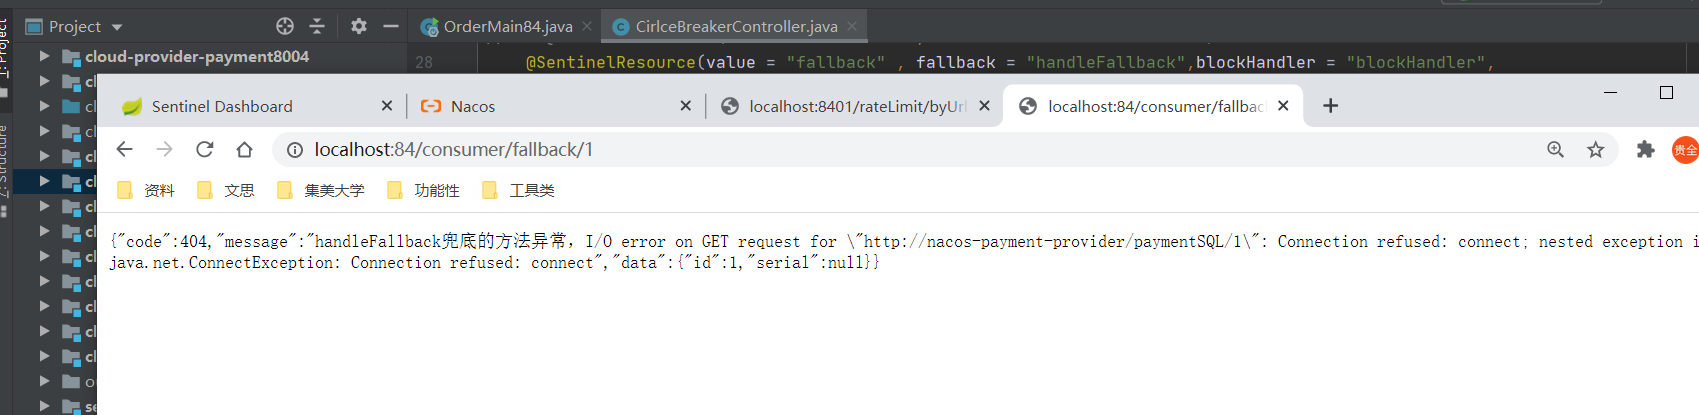 Project
OrderMain84.java
CirlceBreakerController.java
1: Project
cloud-provider-payment8004
28
@SentinelResource(value = "fallback" , fallback = "handleFallback",blockHandler = "blockHandler",
Sentinel Dashboard
Nacos
localhost:8401/rateLimit/byUrl
localhost:84/consumer/fallback
localhost:84/consumer/fallback/1
贵全
资料
文思
集美大学
功能性
工具类
Z: Structure
{"code":404,"message":"handleFallback兜底的方法异常，I/O error on GET request for \"http://nacos-payment-provider/paymentSQL/1\": Connection refused: connect; nested exception i
java.net.ConnectException: Connection refused: connect","data":{"id":1,"serial":null}}